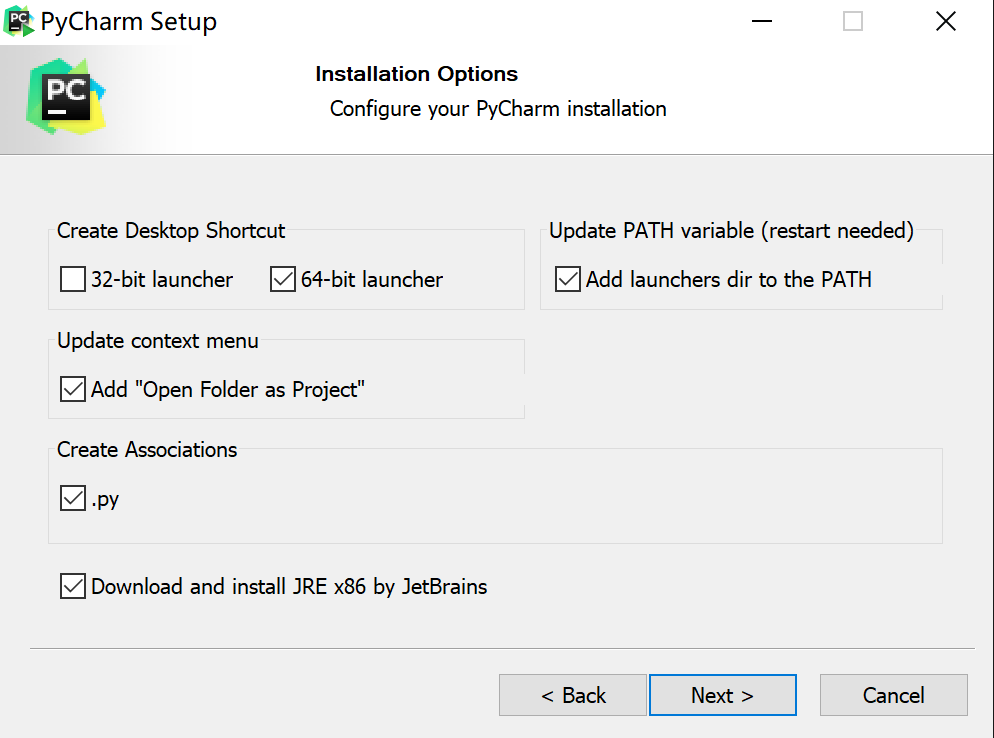 PC PyCharm Setup
PC
Installation Options
Configure your PyCharm installation
Create Desktop Shortcut
Update PATH variable (restart needed)
32-bit launcher
64-bit launcher
Add launchers dir to the PATH
Update context menu
Add "Open Folder as Project"
Create Associations
.py
Download and install JRE x86 by JetBrains
< Back
Next >
Cancel